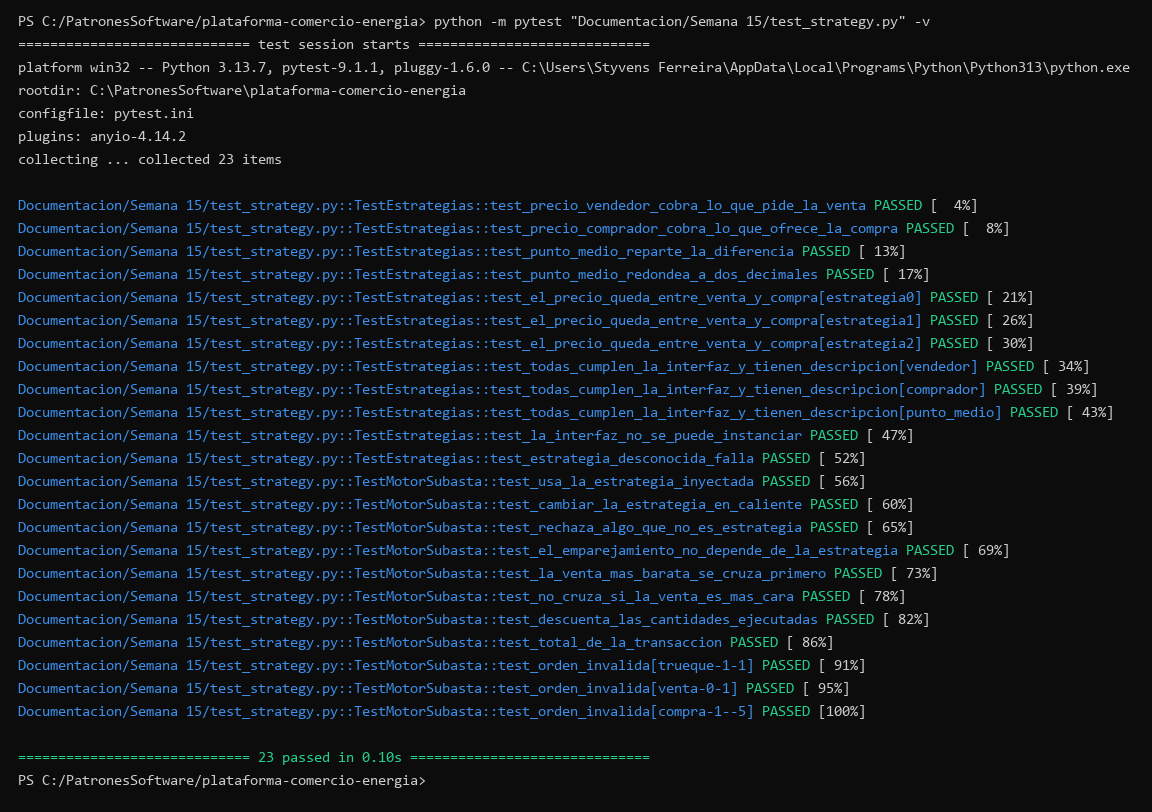 PS C:/PatronesSoftware/plataforma-comercio-energia> python -m pytest "Documentacion/Semana 15/test_strategy.py" -v
============================= test session starts =============================
platform win32 -- Python 3.13.7, pytest-9.1.1, pluggy-1.6.0 -- C:\Users\Styvens Ferreira\AppData\Local\Programs\Python\Python313\python.exe
rootdir: C:\PatronesSoftware\plataforma-comercio-energia
configfile: pytest.ini
plugins: anyio-4.14.2
collecting ... collected 23 items

Documentacion/Semana 15/test_strategy.py::TestEstrategias::test_precio_vendedor_cobra_lo_que_pide_la_venta PASSED [  4%]
Documentacion/Semana 15/test_strategy.py::TestEstrategias::test_precio_comprador_cobra_lo_que_ofrece_la_compra PASSED [  8%]
Documentacion/Semana 15/test_strategy.py::TestEstrategias::test_punto_medio_reparte_la_diferencia PASSED [ 13%]
Documentacion/Semana 15/test_strategy.py::TestEstrategias::test_punto_medio_redondea_a_dos_decimales PASSED [ 17%]
Documentacion/Semana 15/test_strategy.py::TestEstrategias::test_el_precio_queda_entre_venta_y_compra[estrategia0] PASSED [ 21%]
Documentacion/Semana 15/test_strategy.py::TestEstrategias::test_el_precio_queda_entre_venta_y_compra[estrategia1] PASSED [ 26%]
Documentacion/Semana 15/test_strategy.py::TestEstrategias::test_el_precio_queda_entre_venta_y_compra[estrategia2] PASSED [ 30%]
Documentacion/Semana 15/test_strategy.py::TestEstrategias::test_todas_cumplen_la_interfaz_y_tienen_descripcion[vendedor] PASSED [ 34%]
Documentacion/Semana 15/test_strategy.py::TestEstrategias::test_todas_cumplen_la_interfaz_y_tienen_descripcion[comprador] PASSED [ 39%]
Documentacion/Semana 15/test_strategy.py::TestEstrategias::test_todas_cumplen_la_interfaz_y_tienen_descripcion[punto_medio] PASSED [ 43%]
Documentacion/Semana 15/test_strategy.py::TestEstrategias::test_la_interfaz_no_se_puede_instanciar PASSED [ 47%]
Documentacion/Semana 15/test_strategy.py::TestEstrategias::test_estrategia_desconocida_falla PASSED [ 52%]
Documentacion/Semana 15/test_strategy.py::TestMotorSubasta::test_usa_la_estrategia_inyectada PASSED [ 56%]
Documentacion/Semana 15/test_strategy.py::TestMotorSubasta::test_cambiar_la_estrategia_en_caliente PASSED [ 60%]
Documentacion/Semana 15/test_strategy.py::TestMotorSubasta::test_rechaza_algo_que_no_es_estrategia PASSED [ 65%]
Documentacion/Semana 15/test_strategy.py::TestMotorSubasta::test_el_emparejamiento_no_depende_de_la_estrategia PASSED [ 69%]
Documentacion/Semana 15/test_strategy.py::TestMotorSubasta::test_la_venta_mas_barata_se_cruza_primero PASSED [ 73%]
Documentacion/Semana 15/test_strategy.py::TestMotorSubasta::test_no_cruza_si_la_venta_es_mas_cara PASSED [ 78%]
Documentacion/Semana 15/test_strategy.py::TestMotorSubasta::test_descuenta_las_cantidades_ejecutadas PASSED [ 82%]
Documentacion/Semana 15/test_strategy.py::TestMotorSubasta::test_total_de_la_transaccion PASSED [ 86%]
Documentacion/Semana 15/test_strategy.py::TestMotorSubasta::test_orden_invalida[trueque-1-1] PASSED [ 91%]
Documentacion/Semana 15/test_strategy.py::TestMotorSubasta::test_orden_invalida[venta-0-1] PASSED [ 95%]
Documentacion/Semana 15/test_strategy.py::TestMotorSubasta::test_orden_invalida[compra-1--5] PASSED [100%]

============================= 23 passed in 0.10s ==============================
PS C:/PatronesSoftware/plataforma-comercio-energia>